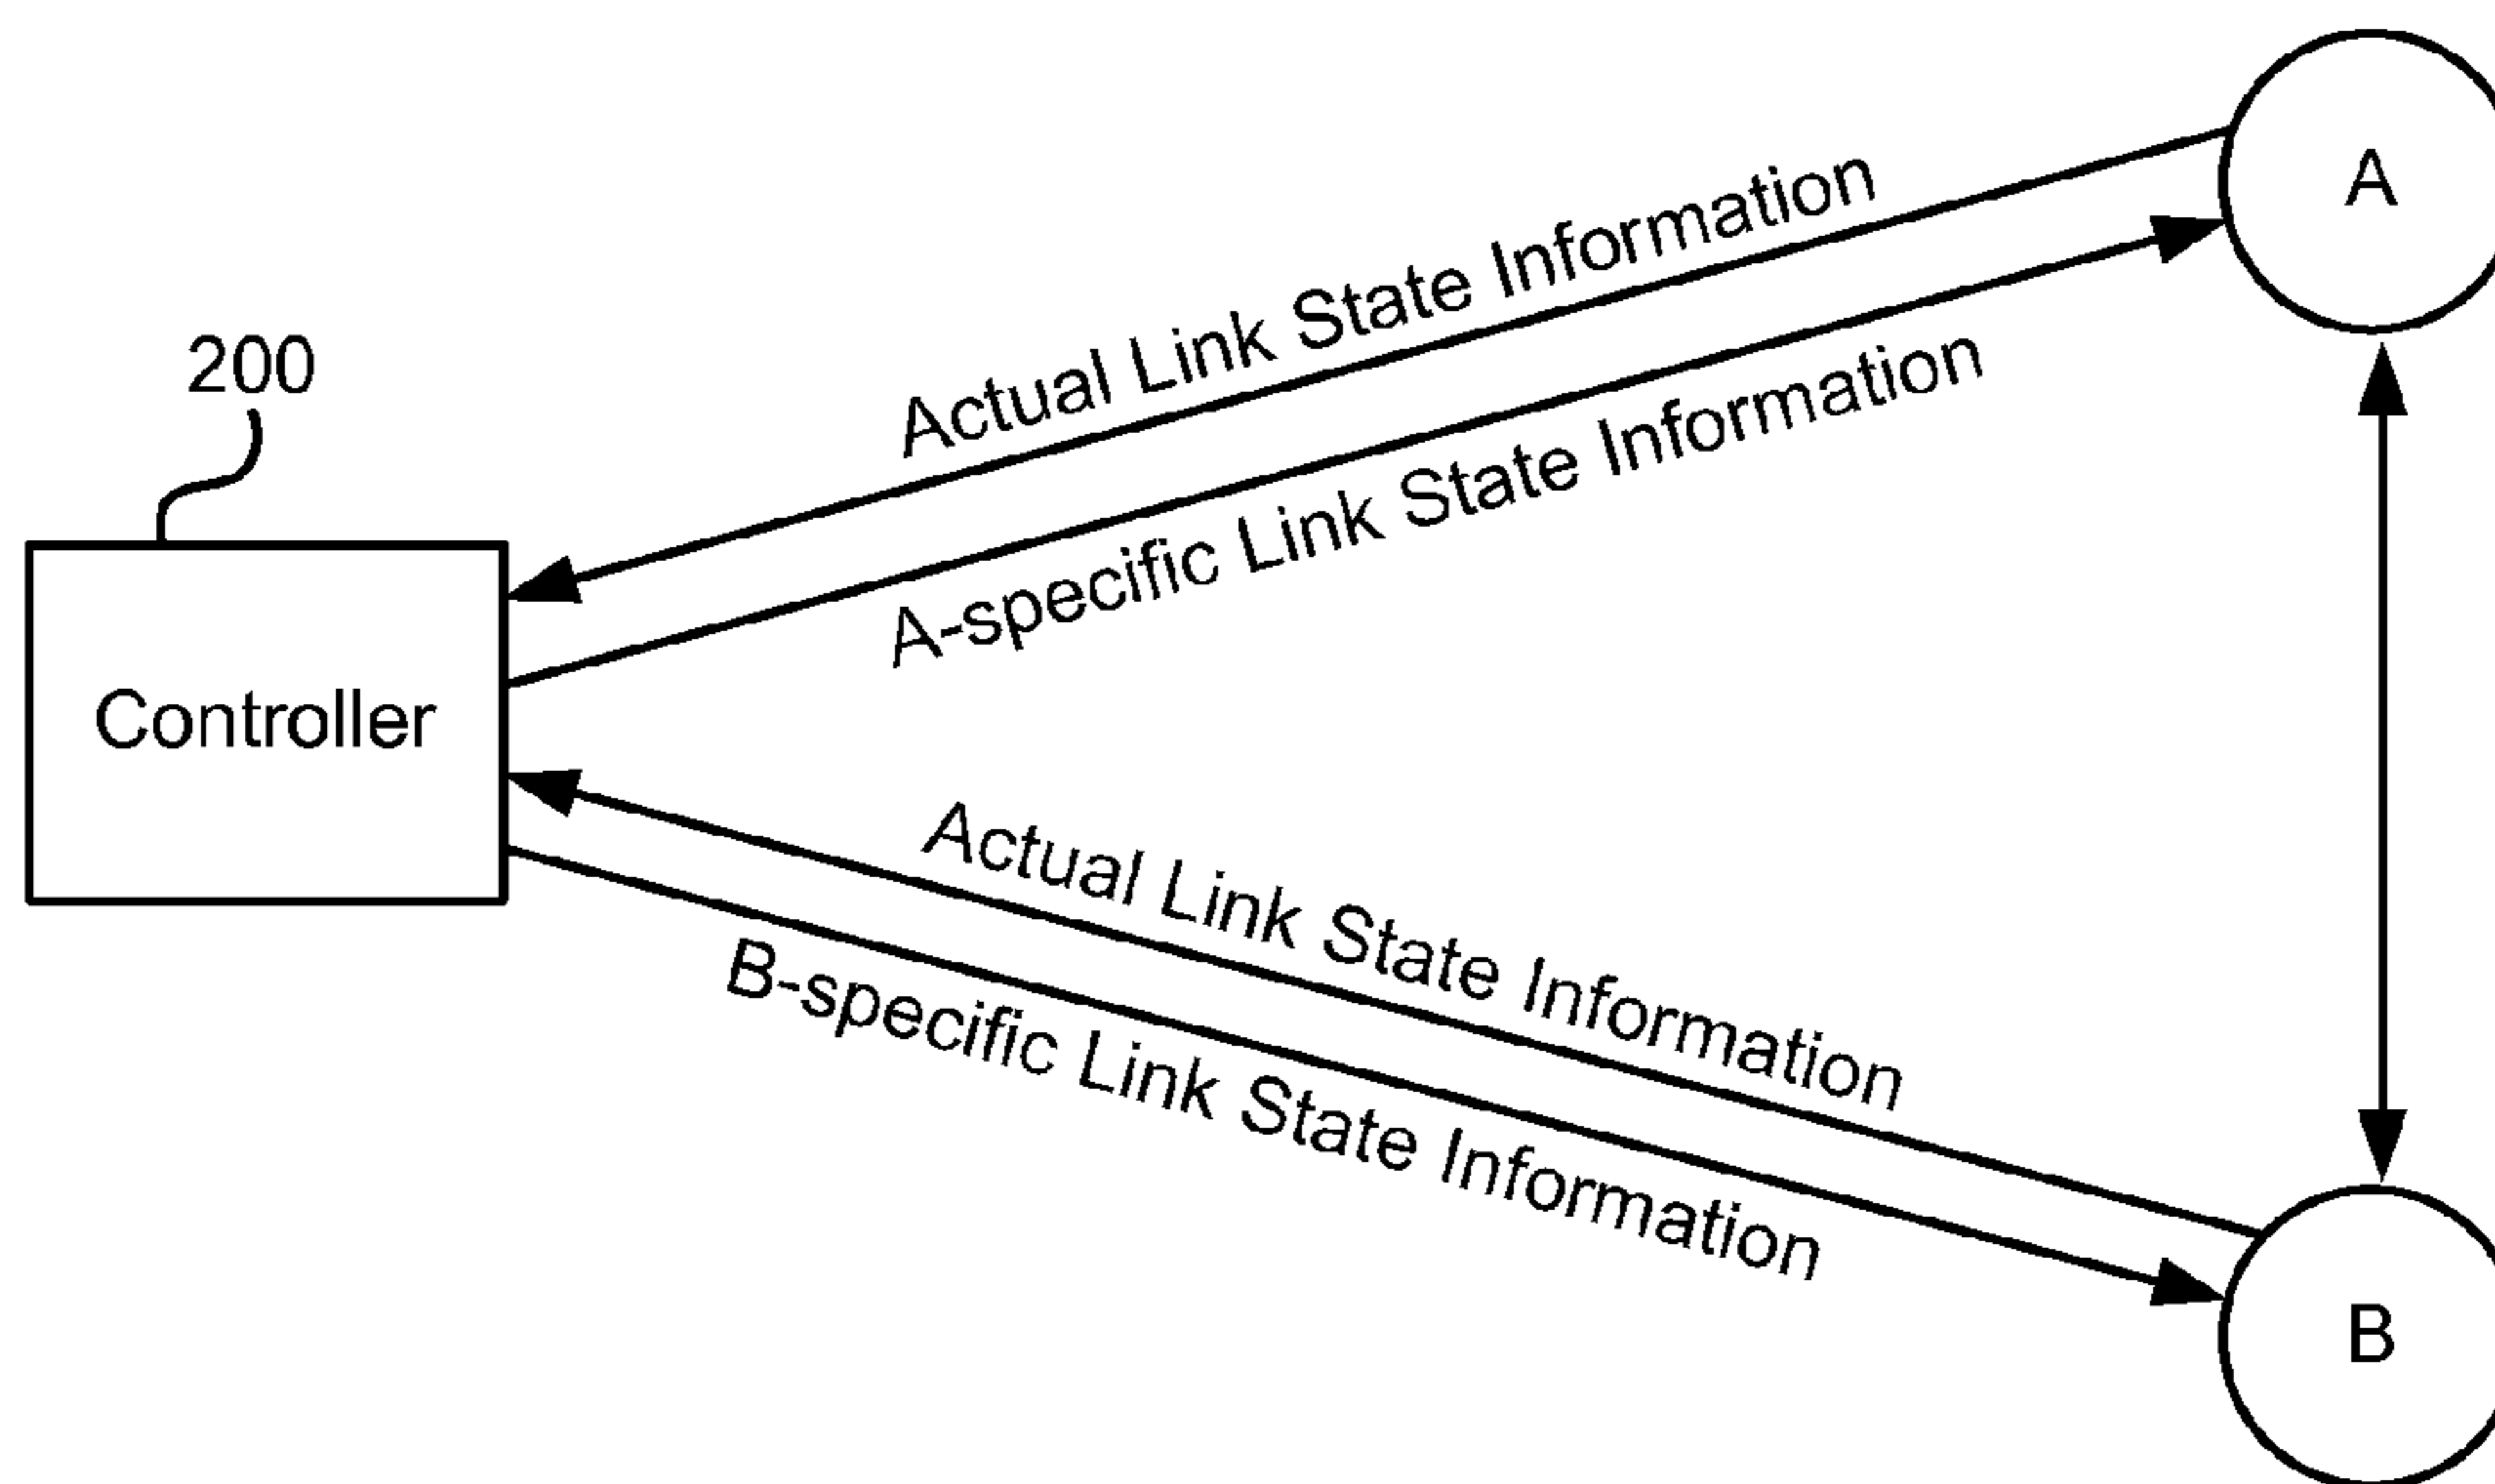 A
Actual Link State Information
200
A-specific Link State Information
Controller
Actual Link State Information
B-specific Link State Information
B